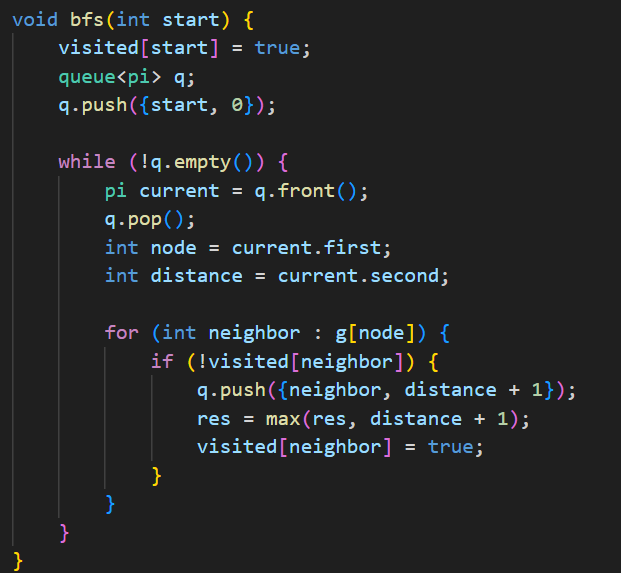 void bfs(int start) {
    visited[start] = true;
    queue<pi> q;
    q.push({start, 0});

    while (!q.empty()) {
        pi current = q.front();
        q.pop();
        int node = current.first;
        int distance = current.second;

        for (int neighbor : g[node]) {
            if (!visited[neighbor]) {
                q.push({neighbor, distance + 1});
                res = max(res, distance + 1);
                visited[neighbor] = true;
            }
        }
    }
}